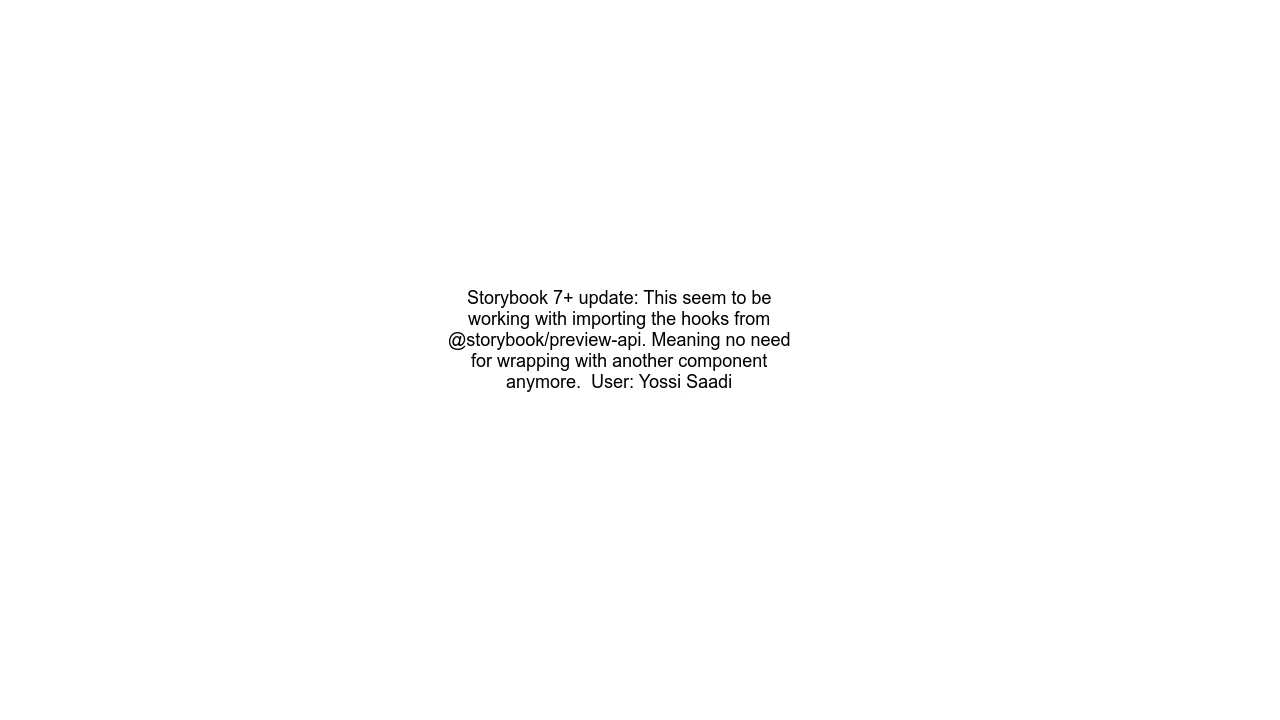 Storybook 7+ update: This seem to be
working with importing the hooks from
@storybook/preview-api. Meaning no need
for wrapping with another component
anymore.  User: Yossi Saadi